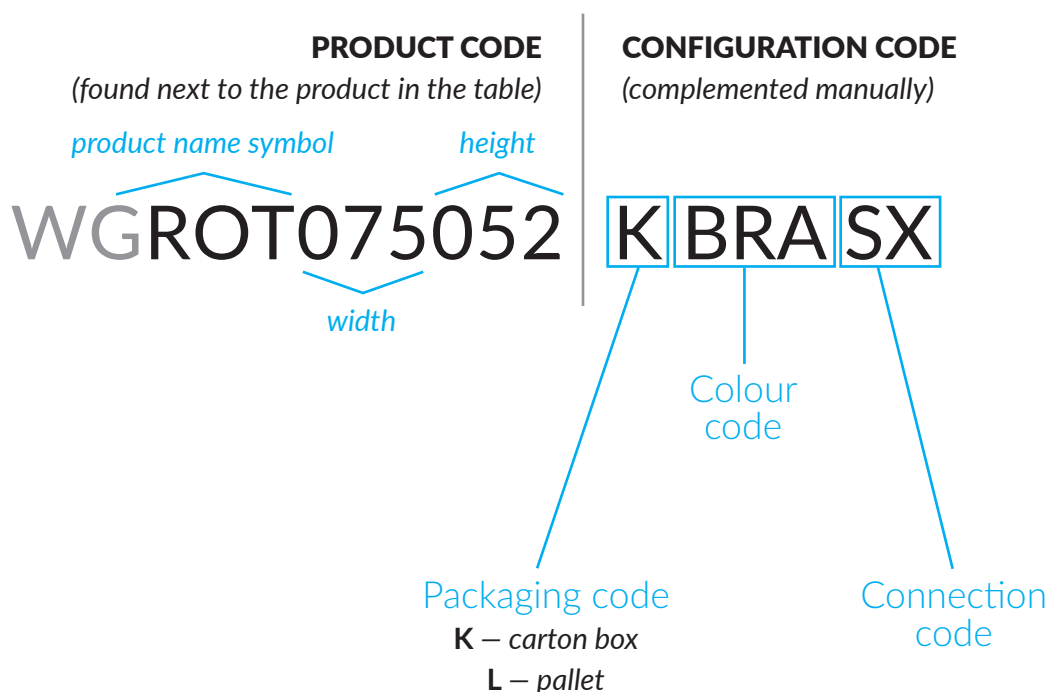 PRODUCT CODE
(found next to the product in the table)
product name symbol
height
WGROT075052
width
CONFIGURATION CODE
(complemented manually)
K BRA SX
Colour
code
Packaging code
K – carton box
L – pallet
Connection
code